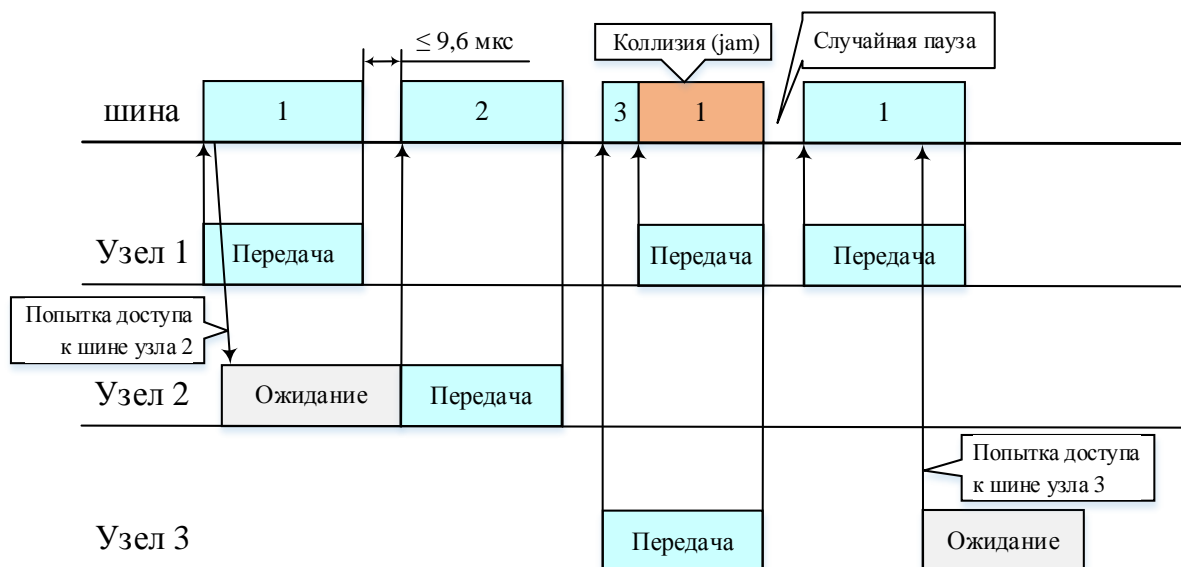 ≤ 9,6 мкс
Коллизия (jam)
Случайная пауза
шина
1
2
3
1
1
Узел 1
Передача
Передача
Передача
Попытка доступа
к шине узла 2
Узел 2
Ожидание
Передача
Попытка доступа
к шине узла 3
Узел 3
Передача
Ожидание